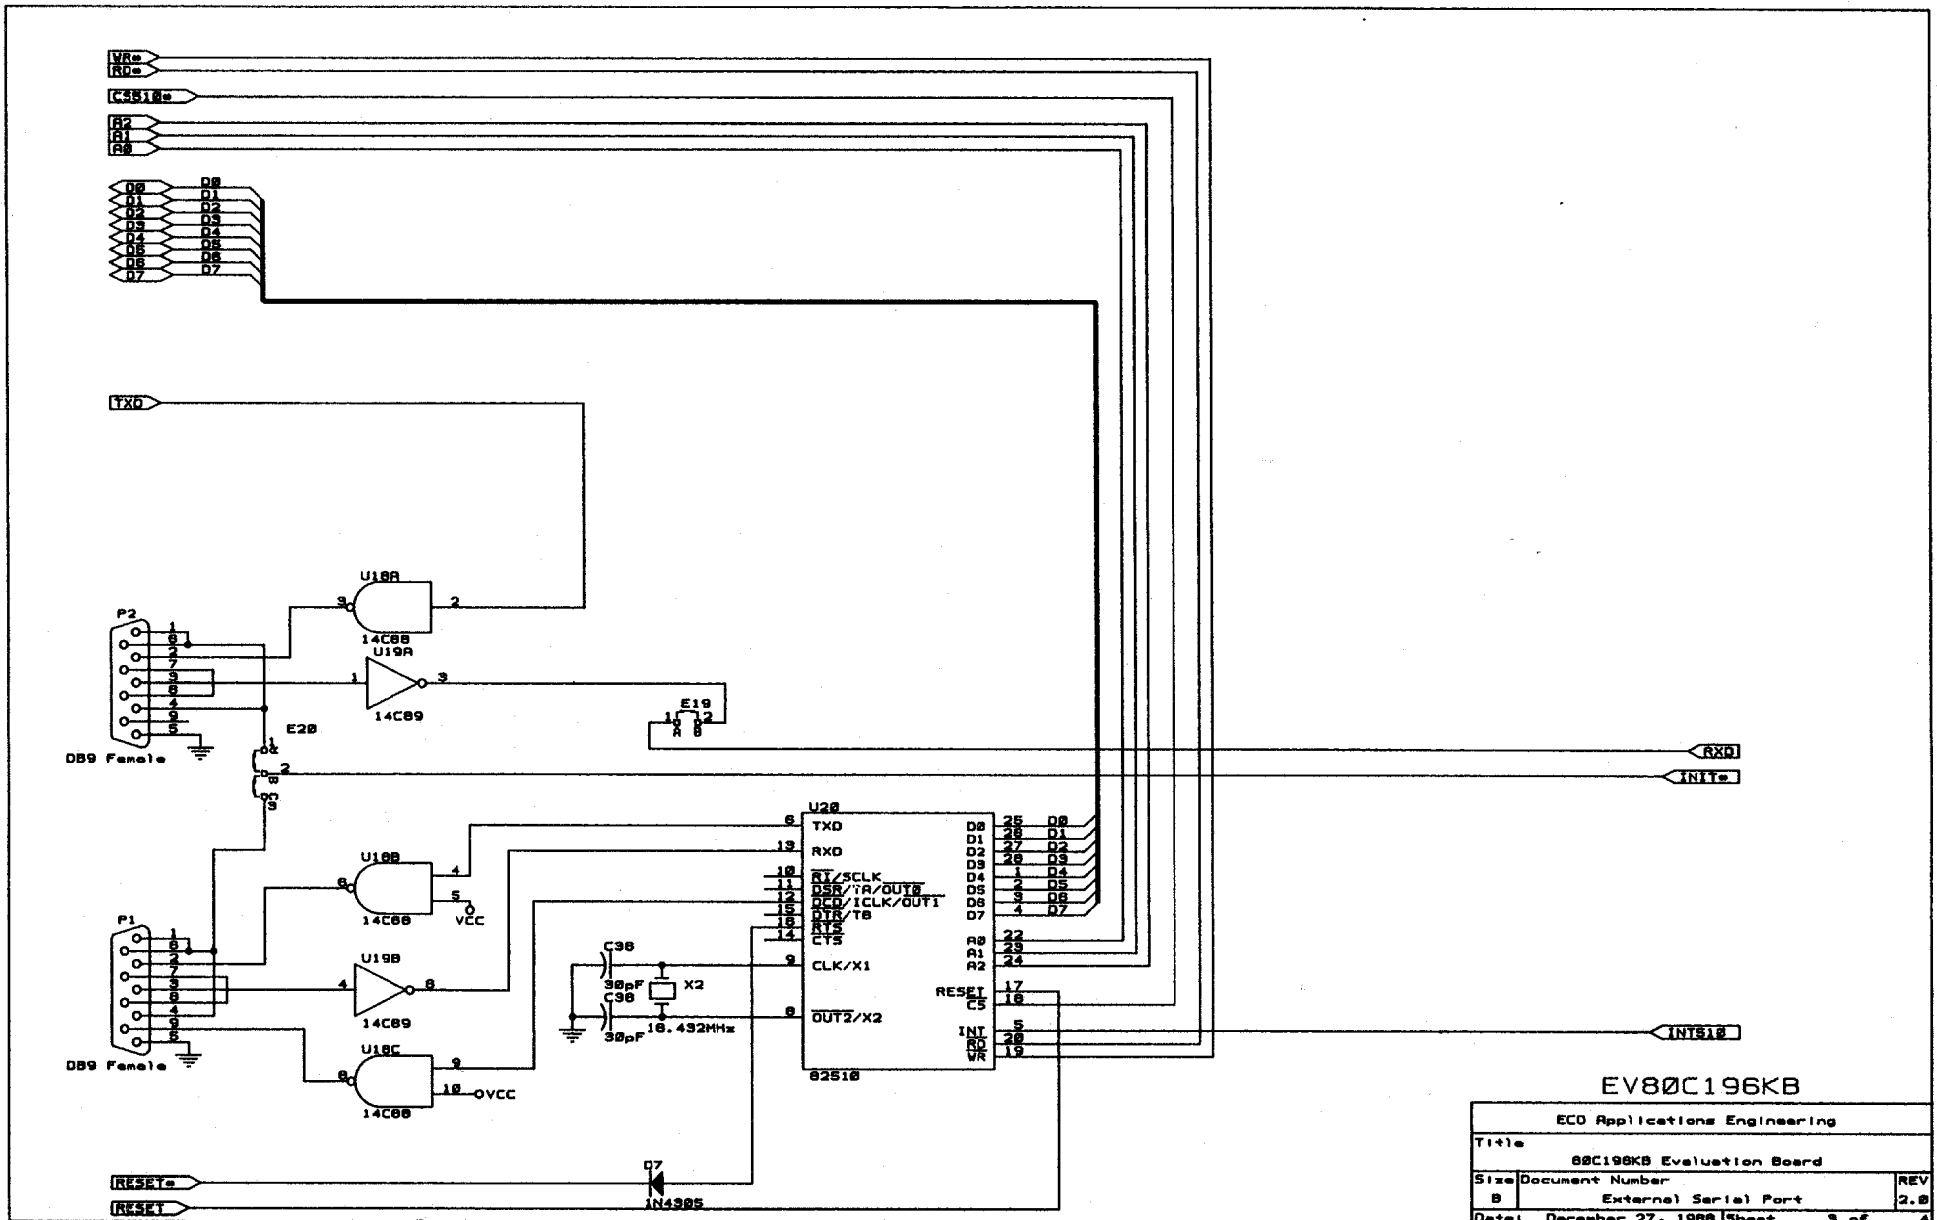 WR*
RD*
CS510*
A2
A1
A0
D0 D0
D1 D1
D2 D2
D3 D3
D4 D4
D5 D5
D6 D6
D7 D7
TXD
U18A
3 2
14C88
P2
1
6
2
7
3
8
4
9
5
DB9 Female
U19A
1 3
14C89
E19
1 2
A B
E20
1
A
B 2
C
3
RXD
INIT*
U20
6 TXD
13 RXD
10 RI/SCLK
11 DSR/TA/OUT0
12 DCD/ICLK/OUT1
15 DTR/TB
16 RTS
14 CTS
9 CLK/X1
8 OUT2/X2
D0 25 D0
D1 26 D1
D2 27 D2
D3 28 D3
D4 1 D4
D5 2 D5
D6 3 D6
D7 4 D7
A0 22
A1 23
A2 24
RESET 17
CS 18
INT 5
RD 20
WR 19
82510
U18B
6 4
5
VCC
14C88
P1
1
6
2
7
3
8
4
9
5
DB9 Female
U19B
4 6
14C89
U18C
8 9
10 VCC
14C88
C38
30pF
X2
C38
30pF
18.432MHz
INT510
RESET*
RESET
D7
1N4305
EV80C196KB
ECO Applications Engineering
Title
80C196KB Evaluation Board
Size Document Number REV
B External Serial Port 2.0
Date: December 27, 1988 Sheet 3 of 4